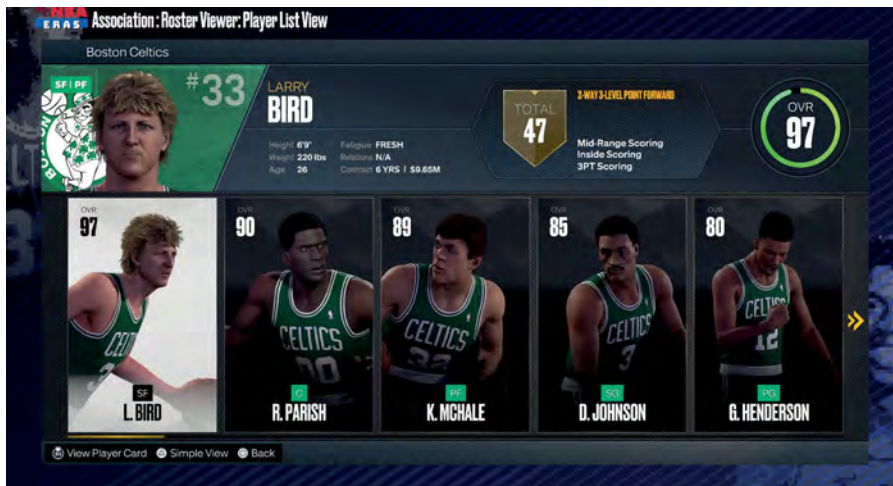 NBA
ERAS
Association : Roster Viewer: Player List View
Boston Celtics
SF | PF
#33
LARRY
BIRD
Height 6'9"
Weight 220 lbs
Age 26
Fatigue FRESH
Relations N/A
Contract 6 YRS | $9.65M
TOTAL
47
2-WAY 3-LEVEL POINT FORWARD
Mid-Range Scoring
Inside Scoring
3PT Scoring
OVR
97
OVR
97
SF
L. BIRD
OVR
90
CELTICS
00
C
R. PARISH
OVR
89
CELTICS
32
PF
K. MCHALE
OVR
85
CELTICS
3
SG
D. JOHNSON
OVR
80
CELTICS
12
PG
G. HENDERSON
View Player Card
Simple View
Back